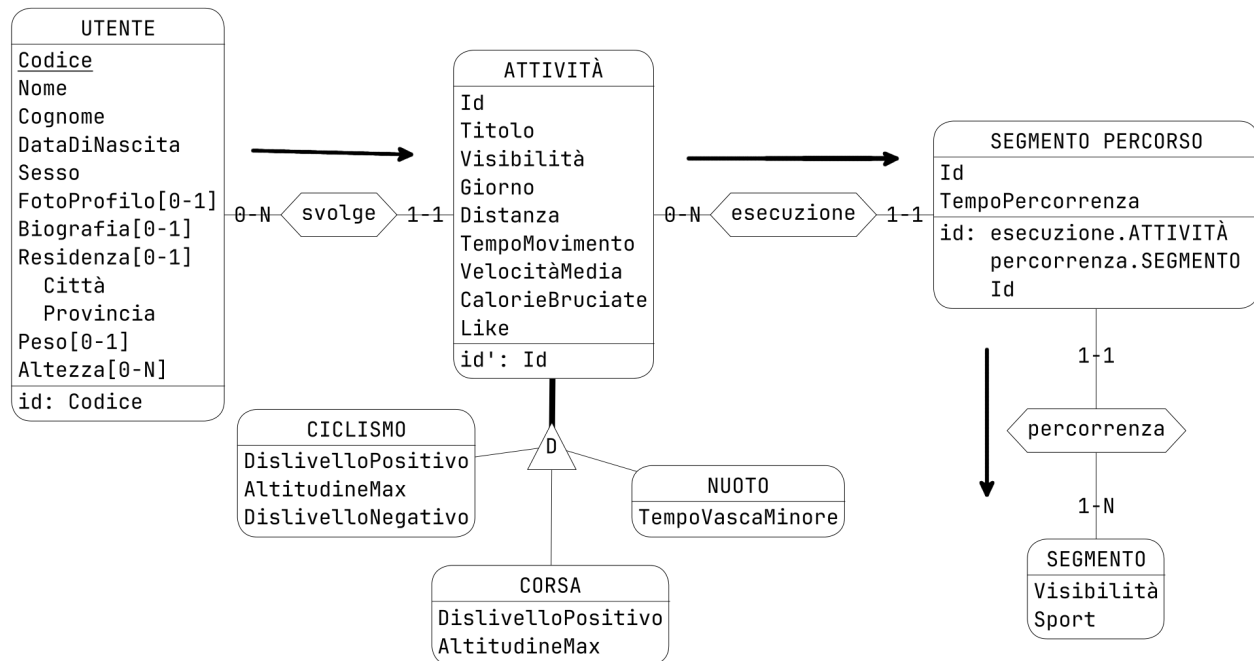 UTENTE
Codice
Nome
Cognome
DataDiNascita
Sesso
FotoProfilo[0-1]
Biografia[0-1]
Residenza[0-1]
Città
Provincia
Peso[0-1]
Altezza[0-N]
id: Codice
0-N
svolge
1-1
ATTIVITÀ
Id
Titolo
Visibilità
Giorno
Distanza
TempoMovimento
VelocitàMedia
CalorieBruciate
Like
id': Id
0-N
esecuzione
1-1
SEGMENTO PERCORSO
Id
TempoPercorrenza
id: esecuzione.ATTIVITÀ
percorrenza.SEGMENTO
Id
1-1
percorrenza
1-N
SEGMENTO
Visibilità
Sport
D
CICLISMO
DislivelloPositivo
AltitudineMax
DislivelloNegativo
CORSA
DislivelloPositivo
AltitudineMax
NUOTO
TempoVascaMinore